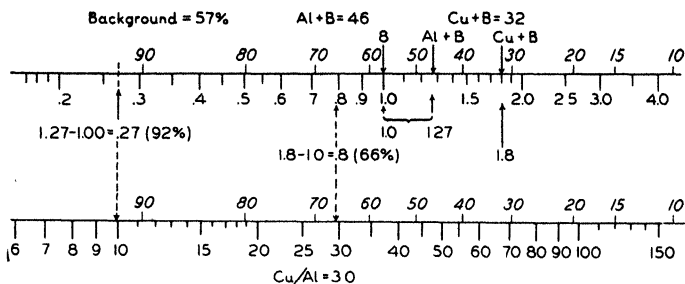 Background = 57% Al+B= 46 Cu+B= 32
8 Al+B Cu+B
90 80 70 60 50 40 30 20 15 10
.2 .3 .4 .5 .6 7 .8 .9 1.0 1.5 2.0 2 5 3.0 4.0
1.0 127
1.27-1.00=.27 (92%)
1.8-1 0 = .8 (66%) 1.8
90 80 70 60 50 40 30 20 15 10
6 7 8 9 10 15 20 25 30 40 50 60 70 80 90 100 150
Cu/Al= 3 0